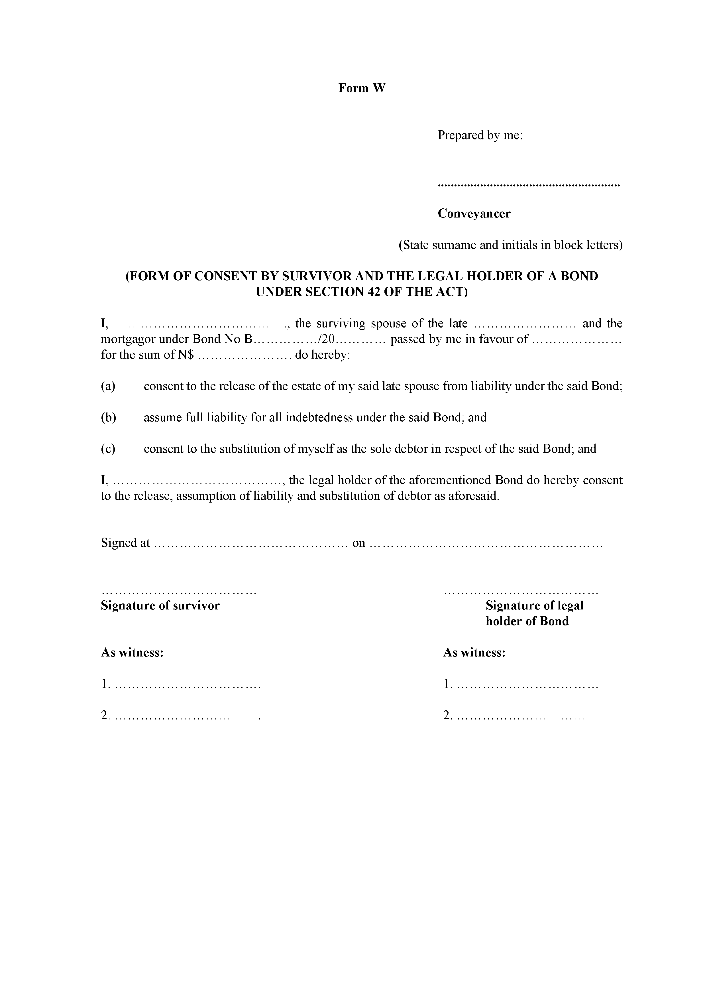 Form W
Prepared by me:
........................................................
Conveyancer
(State surname and initials in block letters)
(FORM OF CONSENT BY SURVIVOR AND THE LEGAL HOLDER OF A BOND
UNDER SECTION 42 OF THE ACT)
I, …………………………………., the surviving spouse of the late …………………… and the
mortgagor under Bond No B……………/20………… passed by me in favour of …………………
for the sum of N$ …………………. do hereby:
(a) consent to the release of the estate of my said late spouse from liability under the said Bond;
(b) assume full liability for all indebtedness under the said Bond; and
(c) consent to the substitution of myself as the sole debtor in respect of the said Bond; and
I, …………………………………, the legal holder of the aforementioned Bond do hereby consent
to the release, assumption of liability and substitution of debtor as aforesaid.
Signed at ……………………………………… on ………………………………………………
……………………………… ………………………………
Signature of survivor Signature of legal
holder of Bond
As witness: As witness:
1. ……………………………. 1. ……………………………
2. ……………………………. 2. ……………………………